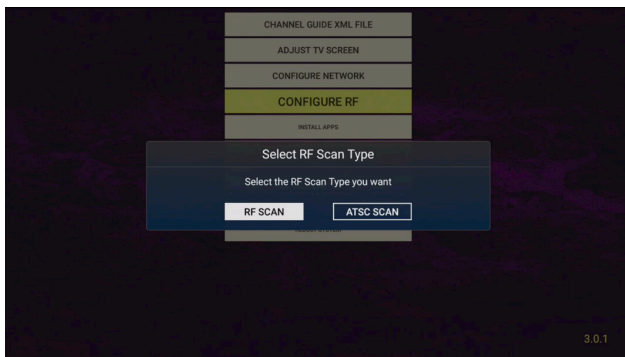 CHANNEL GUIDE XML FILE
ADJUST TV SCREEN
CONFIGURE NETWORK
CONFIGURE RF
INSTALL APPS
Select RF Scan Type
Select the RF Scan Type you want
RF SCAN
ATSC SCAN
3.0.1